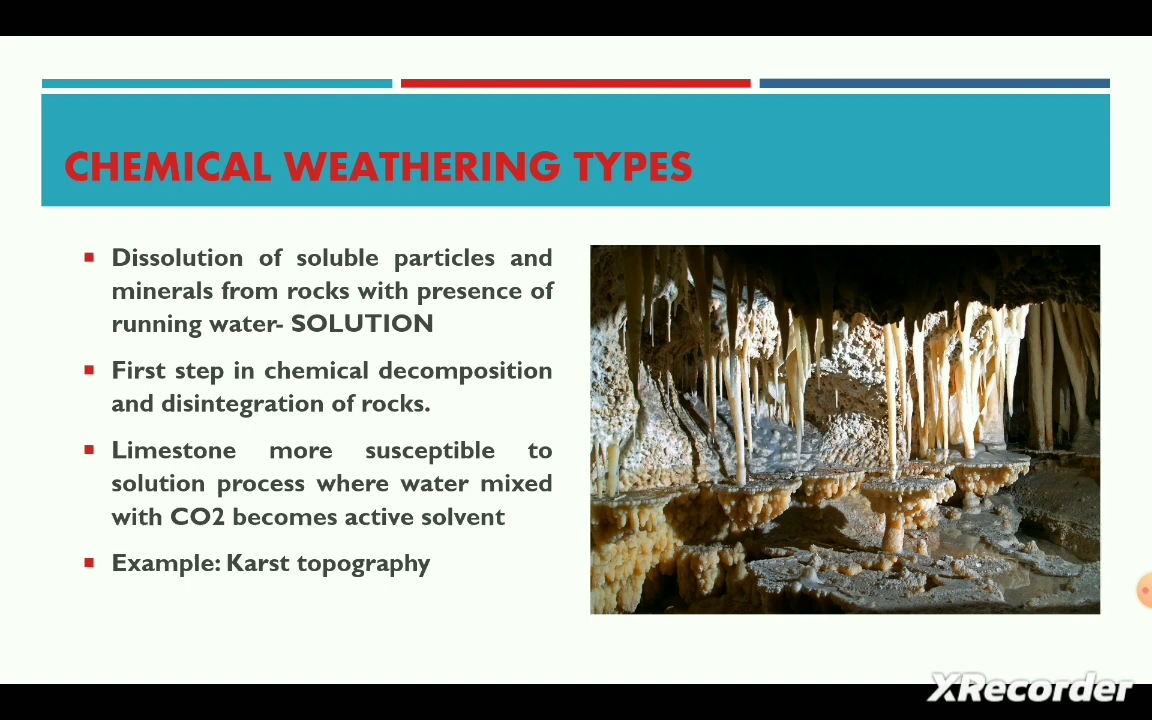 CHEMICAL WEATHERING TYPES
Dissolution of soluble particles and
minerals from rocks with presence of
running water- SOLUTION
First step in chemical decomposition
and disintegration of rocks.
Limestone more susceptible to
solution process where water mixed
with CO2 becomes active solvent
Example: Karst topography
XRecorder